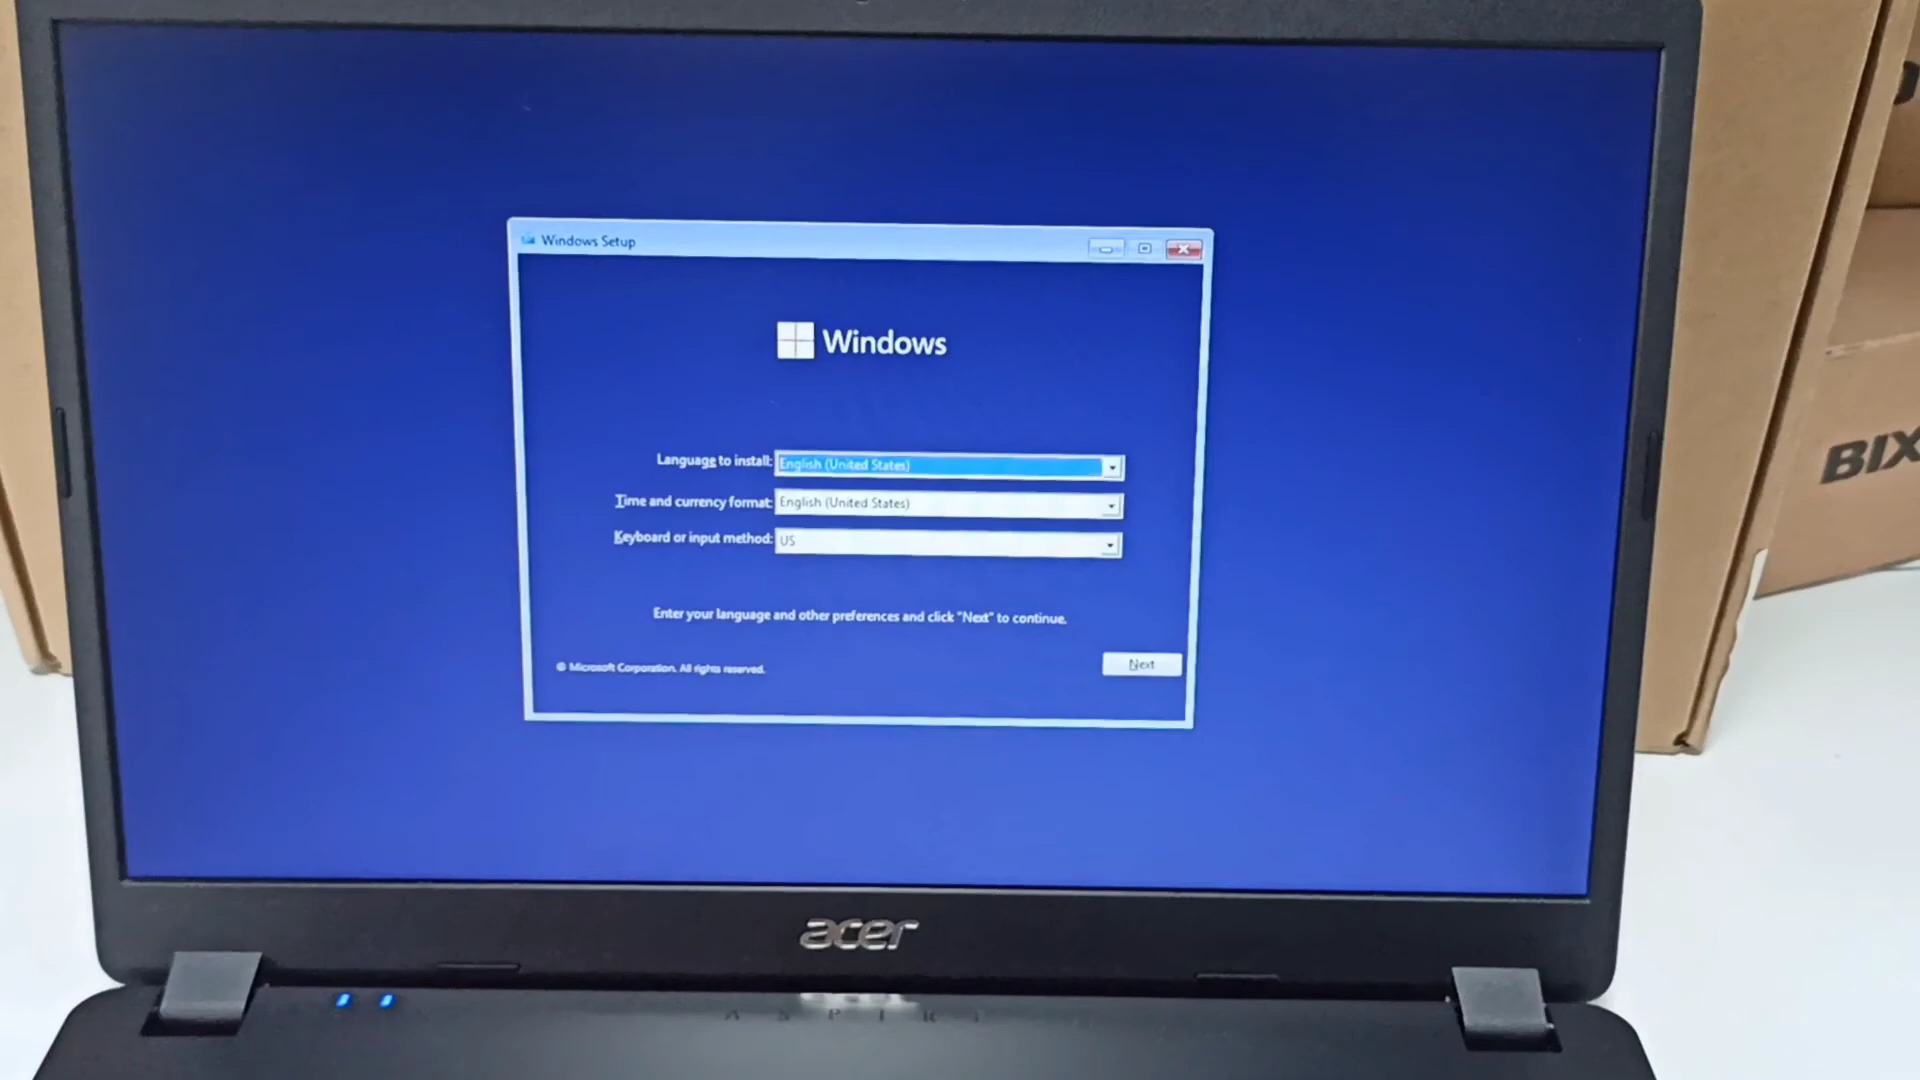 Windows Setup
Windows
Language to install: English (United States)
Time and currency format: English (United States)
Keyboard or input method: US
Enter your language and other preferences and click "Next" to continue.
© Microsoft Corporation. All rights reserved.
Next
BIX
acer
ASPIRE